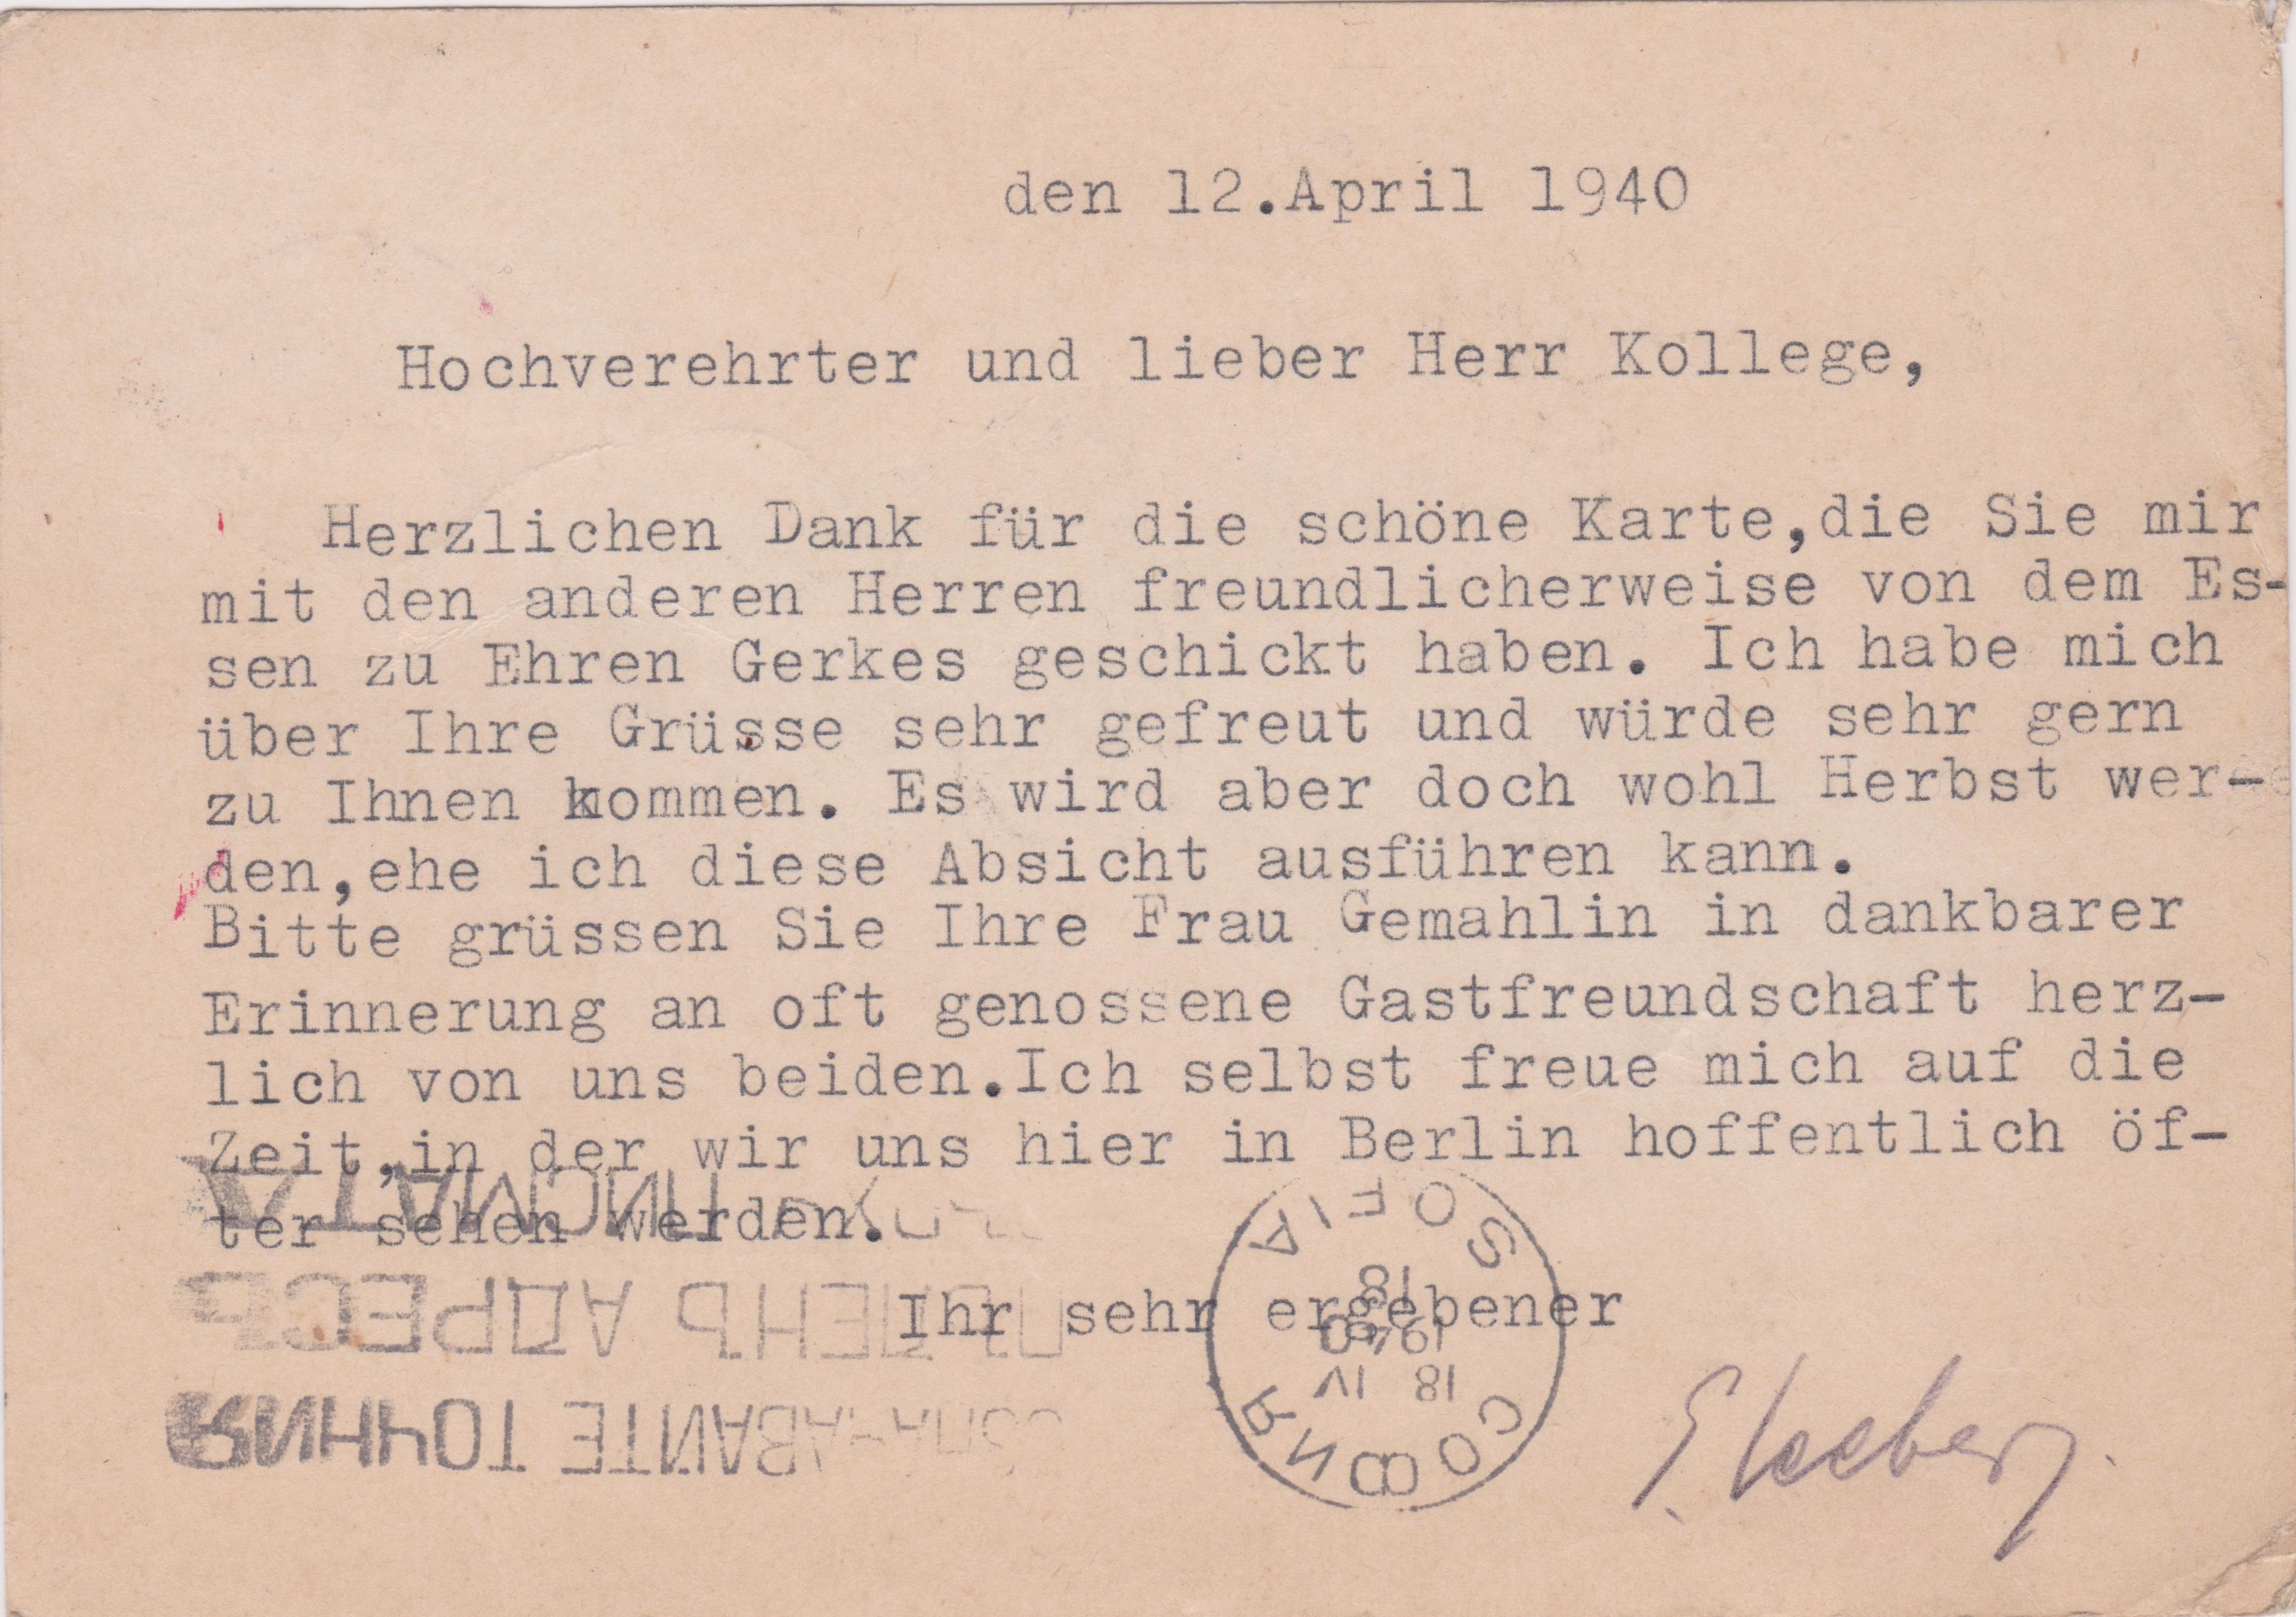 den 12.April 1940
Hochverehrter und lieber Herr Kollege,
Herzlichen Dank für die schöne Karte,die Sie mir
mit den anderen Herren freundlicherweise von dem Es-
sen zu Ehren Gerkes geschickt haben. Ich habe mich
über Ihre Grüsse sehr gefreut und würde sehr gern
zu Ihnen kommen. Es wird aber doch wohl Herbst wer-
den,ehe ich diese Absicht ausführen kann.
Bitte grüssen Sie Ihre Frau Gemahlin in dankbarer
Erinnerung an oft genossene Gastfreundschaft herz-
lich von uns beiden.Ich selbst freue mich auf die
Zeit,in der wir uns hier in Berlin hoffentlich öf-
ter sehen werden.
Ihr sehr ergebener
СОФИЯ
18 IV
1940
18
SOFIA
ТОЧНИЯ
АДРЕСЪ
ПИСМАТА